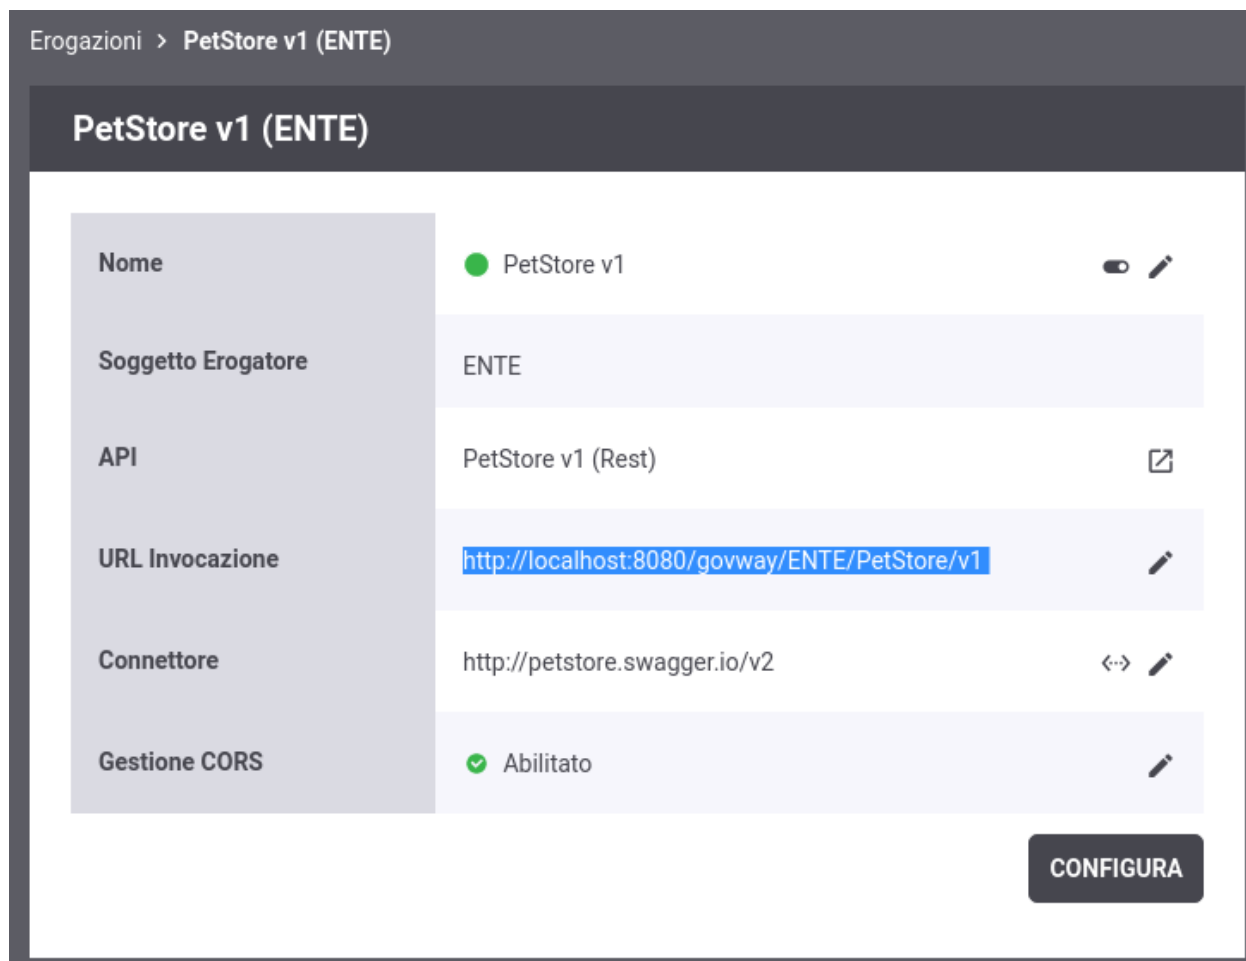 Erogazioni > PetStore v1 (ENTE)
PetStore v1 (ENTE)
Nome PetStore v1
Soggetto Erogatore ENTE
API PetStore v1 (Rest)
URL Invocazione http://localhost:8080/govway/ENTE/PetStore/v1
Connettore http://petstore.swagger.io/v2
Gestione CORS Abilitato
CONFIGURA